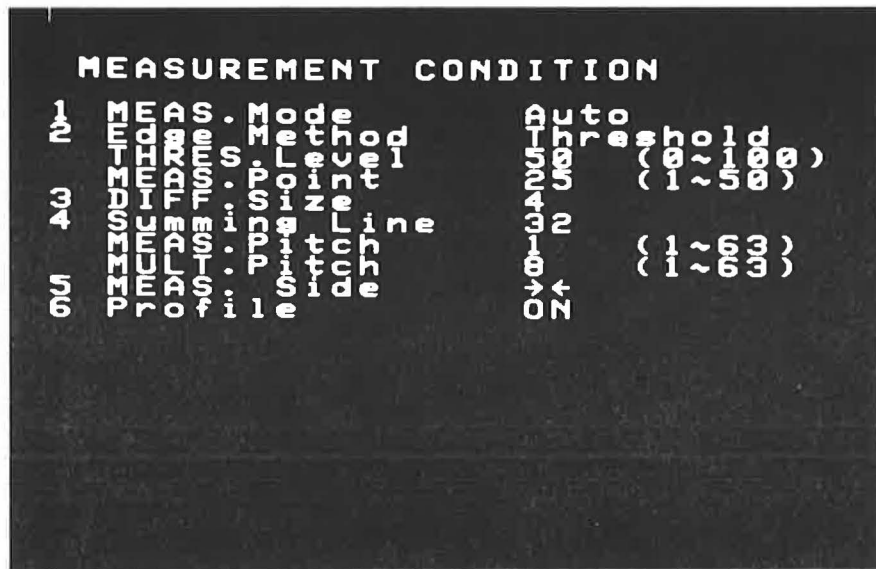 MEASUREMENT CONDITION
1 MEAS.Mode Auto
2 Edge Method Threshold
THRES.Level 50 (0~100)
MEAS.Point 25 (1~50)
3 DIFF.Size 4
4 Summing Line 32
MEAS.Pitch 1 (1~63)
MULT.Pitch 8 (1~63)
5 MEAS. Side →←
6 Profile ON